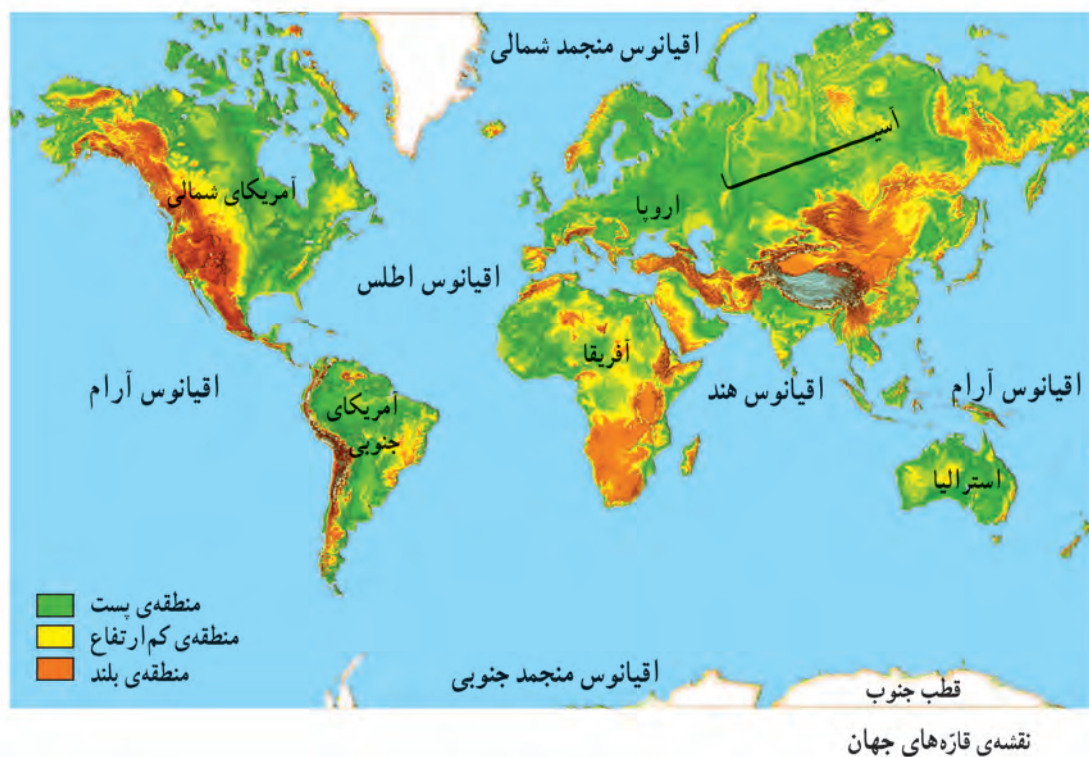 اقیانوس منجمد شمالی
آسیا
آمریکای شمالی
اروپا
اقیانوس اطلس
آفریقا
اقیانوس آرام
اقیانوس هند
اقیانوس آرام
آمریکای
جنوبی
استرالیا
منطقه‌ی پست
منطقه‌ی کم‌ارتفاع
منطقه‌ی بلند
اقیانوس منجمد جنوبی
قطب جنوب
نقشه‌ی قارّه‌های جهان